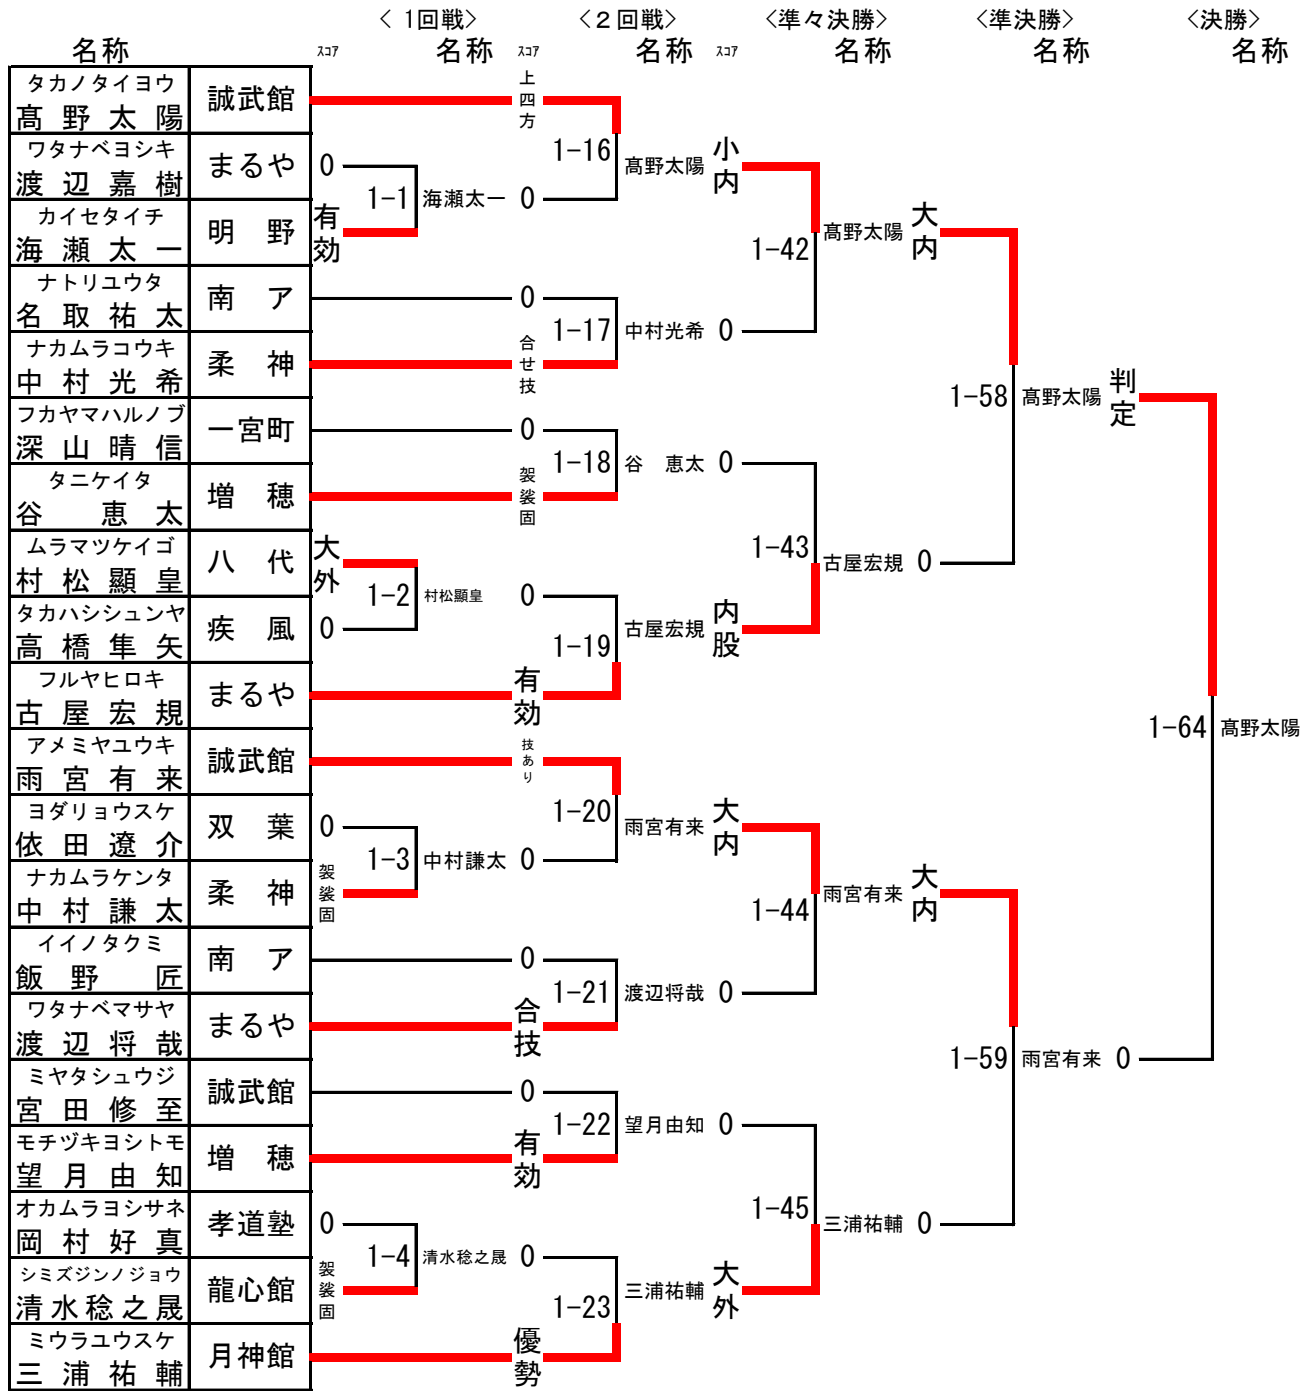 < 1回戦> <２回戦> <準々決勝> <準決勝> <決勝>
名称 ｽｺｱ 名称 ｽｺｱ 名称 ｽｺｱ 名称 名称 名称
タカノタイヨウ
髙野太陽 誠武館 上四方
ワタナベヨシキ
渡辺嘉樹 まるや 0
1-16 髙野太陽 小内
1-1 海瀬太一 0
カイセタイチ
海瀬太一 明野 有効
1-42 髙野太陽 大内
ナトリユウタ
名取祐太 南ア 0
1-17 中村光希 0
ナカムラコウキ
中村光希 柔神 合せ技
1-58 髙野太陽 判定
フカヤマハルノブ
深山晴信 一宮町 0
1-18 谷恵太 0
タニケイタ
谷恵太 増穂 袈裟固
ムラマツケイゴ
村松顯皇 八代 大外
1-43 古屋宏規 0
1-2 村松顯皇 0
タカハシシュンヤ
高橋隼矢 疾風 0
1-19 古屋宏規 内股
フルヤヒロキ
古屋宏規 まるや 有効
1-64 髙野太陽
アメミヤユウキ
雨宮有来 誠武館 技あり
ヨダリョウスケ
依田遼介 双葉 0
1-20 雨宮有来 大内
1-3 中村謙太 0
ナカムラケンタ
中村謙太 柔神 袈裟固
1-44 雨宮有来 大内
イイノタクミ
飯野匠 南ア 0
1-21 渡辺将哉 0
ワタナベマサヤ
渡辺将哉 まるや 合技
1-59 雨宮有来 0
ミヤタシュウジ
宮田修至 誠武館 0
1-22 望月由知 0
モチヅキヨシトモ
望月由知 増穂 有効
オカムラヨシサネ
岡村好真 孝道塾 0
1-45 三浦祐輔 0
1-4 清水稔之晟 0
シミズジンノジョウ
清水稔之晟 龍心館 袈裟固
1-23 三浦祐輔 大外
ミウラユウスケ
三浦祐輔 月神館 優勢